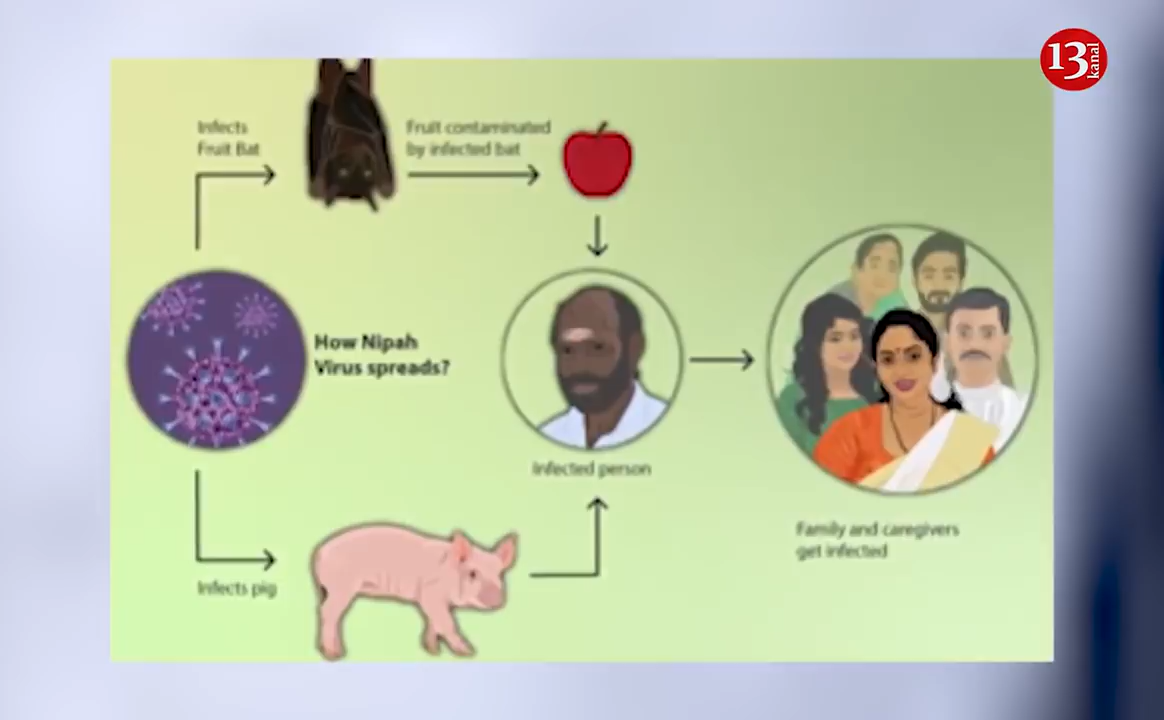 13
kanal
Infects
Fruit Bat
Fruit contaminated
by infected bat
How Nipah
Virus spreads?
Infected person
Infects pig
Family and caregivers
get infected